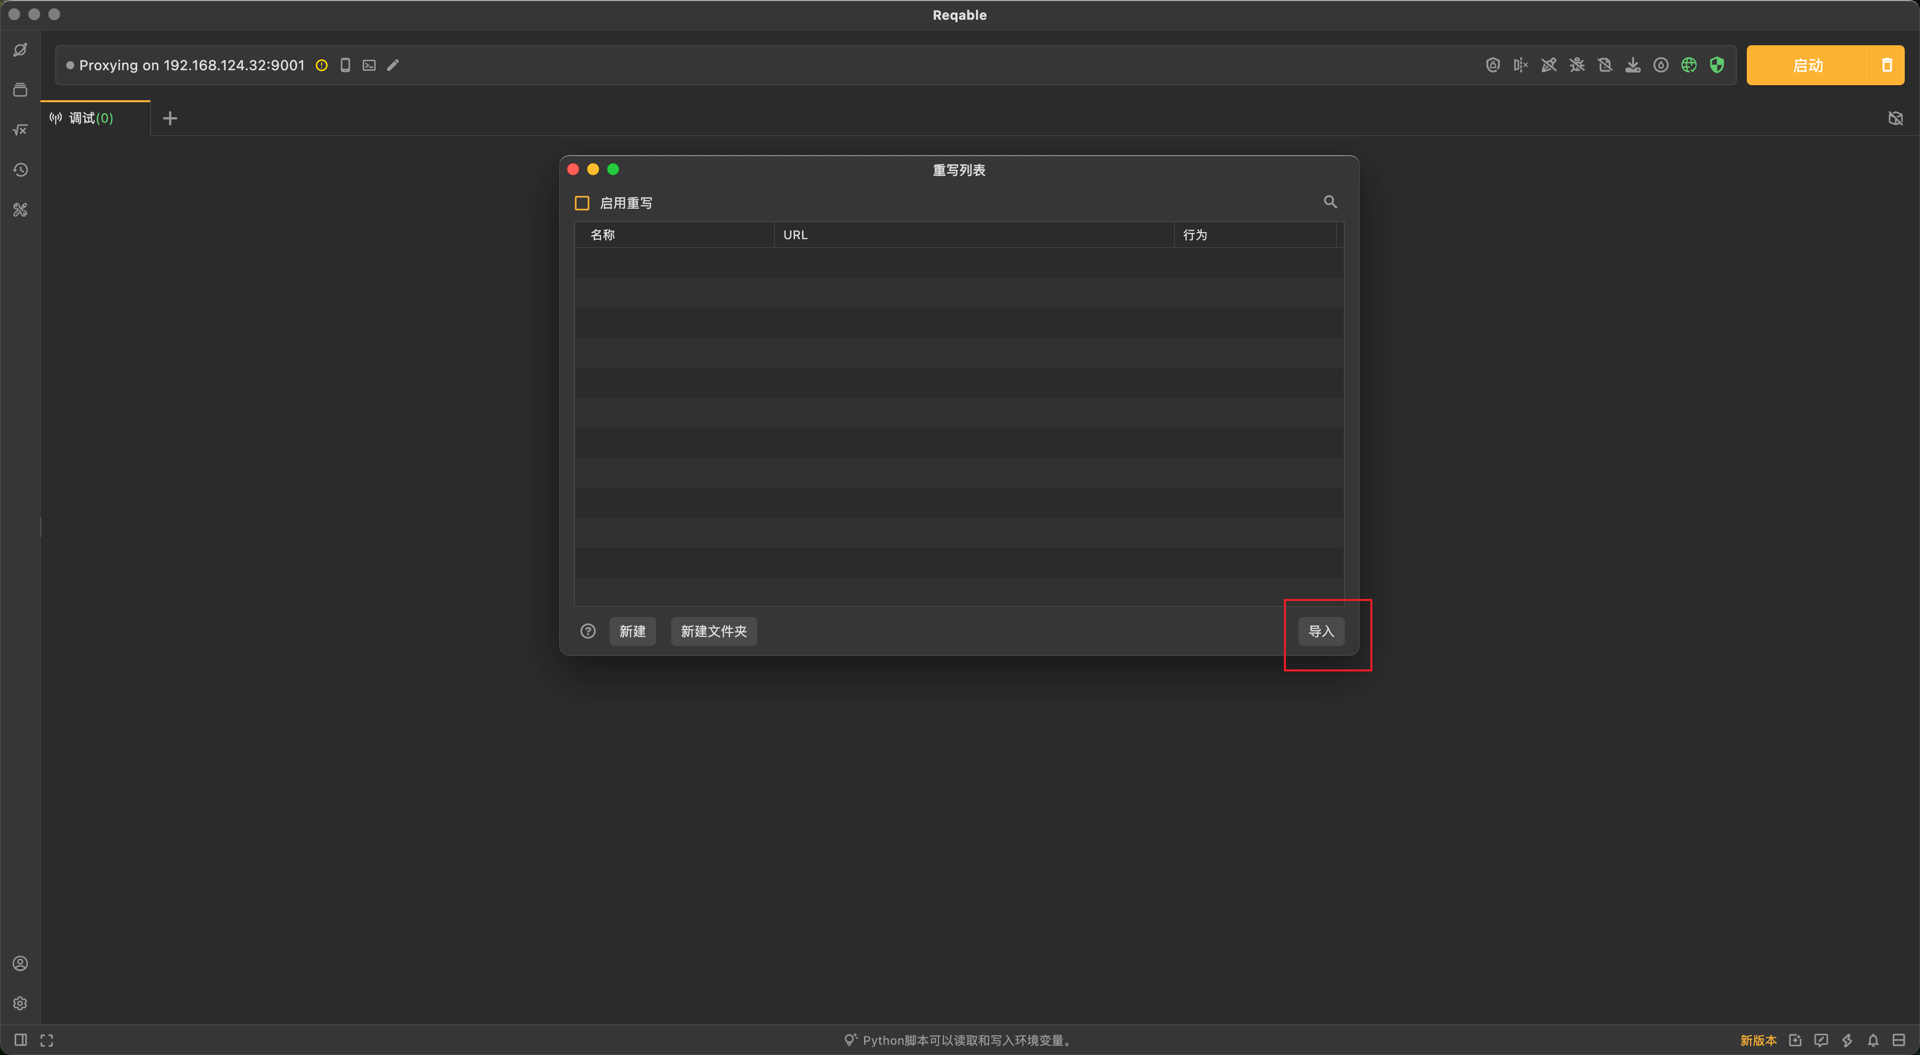 Reqable
Proxying on 192.168.124.32:9001
启动
调试(0)
重写列表
启用重写
名称 URL 行为
新建 新建文件夹 导入
Python脚本可以读取和写入环境变量。
新版本